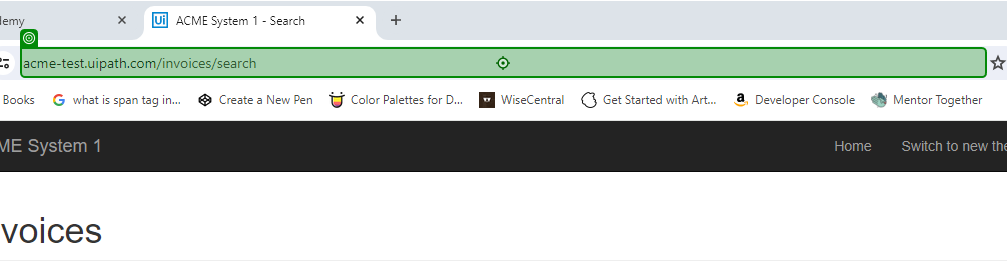 lemy
Ui ACME System 1 - Search
acme-test.uipath.com/invoices/search
Books what is span tag in... Create a New Pen Color Palettes for D... WiseCentral Get Started with Art... Developer Console Mentor Together
ME System 1 Home Switch to new the
voices